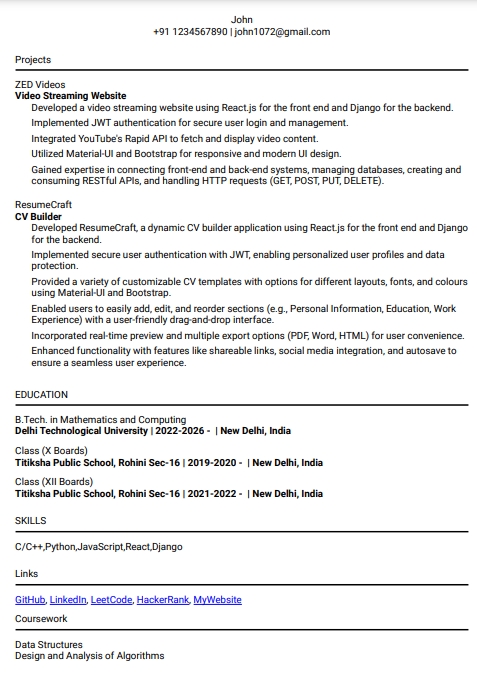 John
+91 1234567890 | john1072@gmail.com
Projects
ZED Videos
Video Streaming Website
Developed a video streaming website using React.js for the front end and Django for the backend.
Implemented JWT authentication for secure user login and management.
Integrated YouTube's Rapid API to fetch and display video content.
Utilized Material-UI and Bootstrap for responsive and modern UI design.
Gained expertise in connecting front-end and back-end systems, managing databases, creating and
consuming RESTful APIs, and handling HTTP requests (GET, POST, PUT, DELETE).
ResumeCraft
CV Builder
Developed ResumeCraft, a dynamic CV builder application using React.js for the front end and Django
for the backend.
Implemented secure user authentication with JWT, enabling personalized user profiles and data
protection.
Provided a variety of customizable CV templates with options for different layouts, fonts, and colours
using Material-UI and Bootstrap.
Enabled users to easily add, edit, and reorder sections (e.g., Personal Information, Education, Work
Experience) with a user-friendly drag-and-drop interface.
Incorporated real-time preview and multiple export options (PDF, Word, HTML) for user convenience.
Enhanced functionality with features like shareable links, social media integration, and autosave to
ensure a seamless user experience.
EDUCATION
B.Tech. in Mathematics and Computing
Delhi Technological University | 2022-2026 - | New Delhi, India
Class (X Boards)
Titiksha Public School, Rohini Sec-16 | 2019-2020 - | New Delhi, India
Class (XII Boards)
Titiksha Public School, Rohini Sec-16 | 2021-2022 - | New Delhi, India
SKILLS
C/C++,Python,JavaScript,React,Django
Links
GitHub, LinkedIn, LeetCode, HackerRank, MyWebsite
Coursework
Data Structures
Design and Analysis of Algorithms